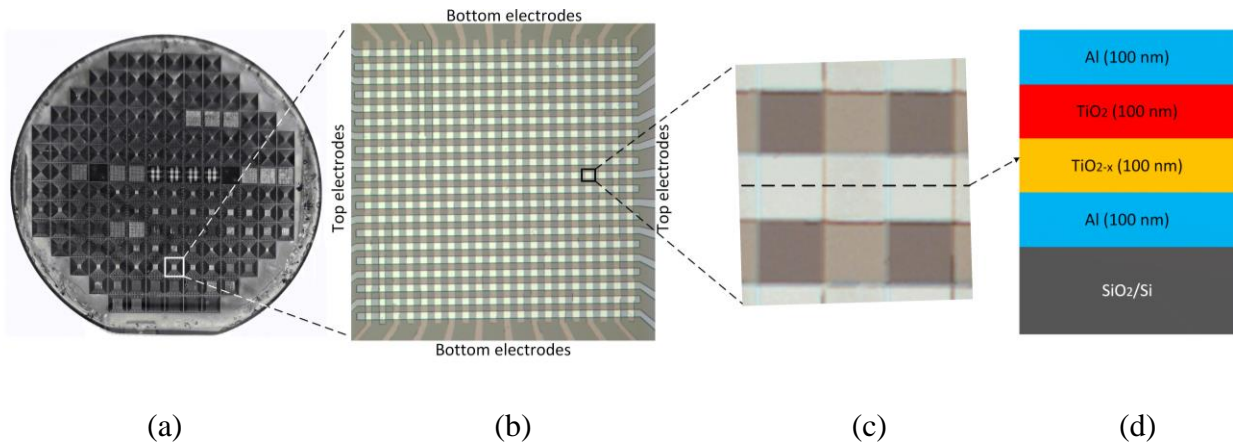 Bottom electrodes
Top electrodes
Top electrodes
Bottom electrodes
Al (100 nm)
TiO₂ (100 nm)
TiO₂₋ₓ (100 nm)
Al (100 nm)
SiO₂/Si
(a)
(b)
(c)
(d)